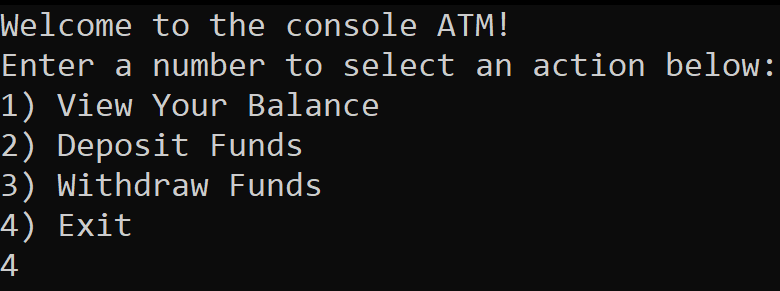 Welcome to the console ATM!
Enter a number to select an action below:
1) View Your Balance
2) Deposit Funds
3) Withdraw Funds
4) Exit
4